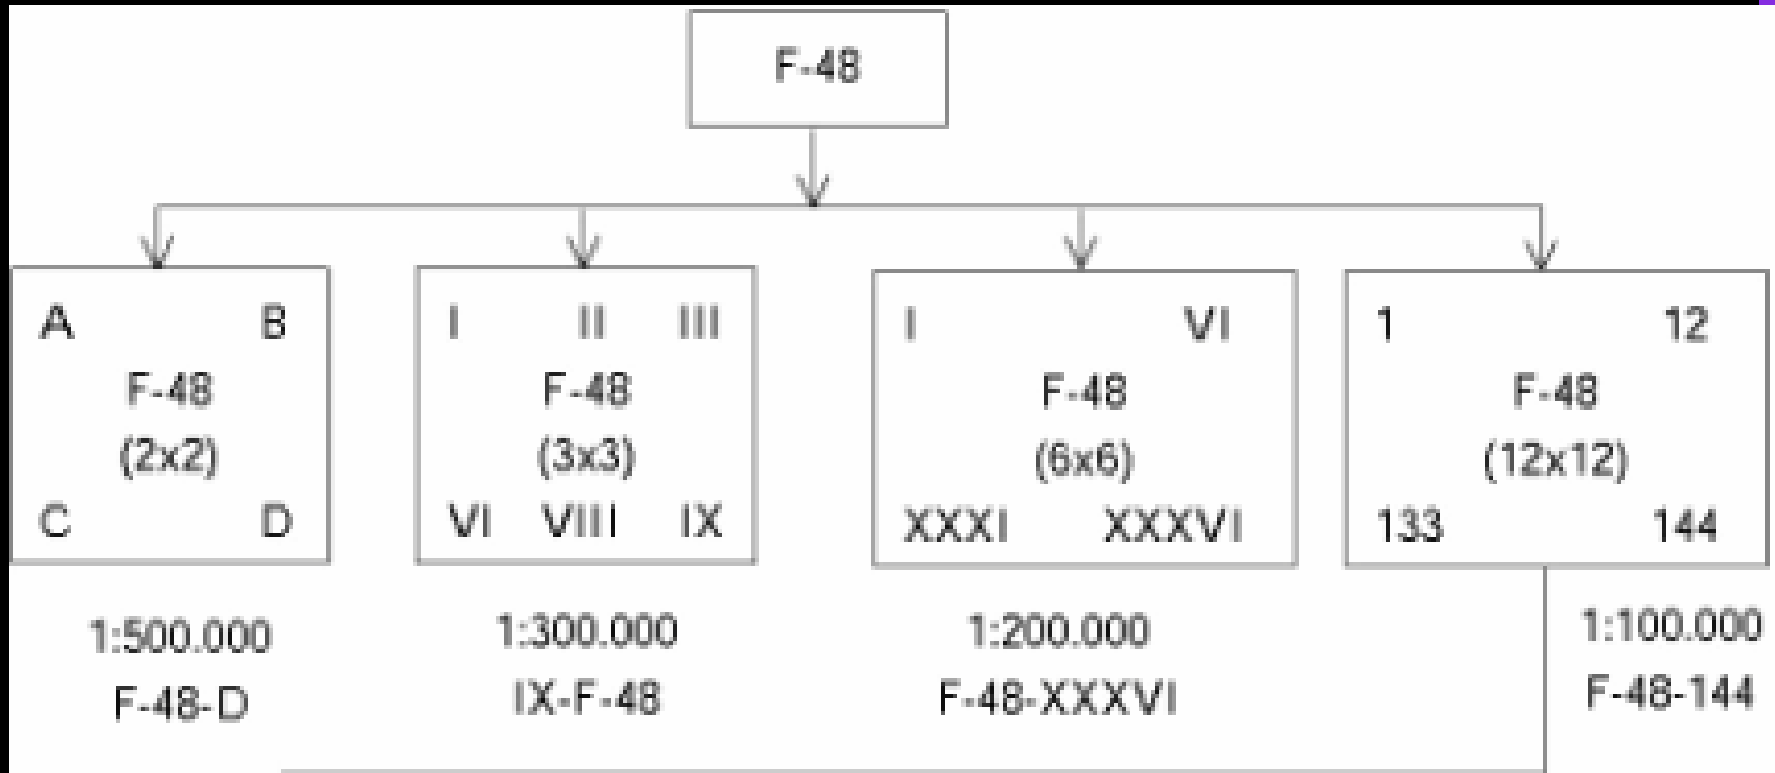 F-48
A B
F-48
(2x2)
C D
1:500.000
F-48-D
I II III
F-48
(3x3)
VI VIII IX
1:300.000
IX-F-48
I VI
F-48
(6x6)
XXXI XXXVI
1:200.000
F-48-XXXVI
1 12
F-48
(12x12)
133 144
1:100.000
F-48-144